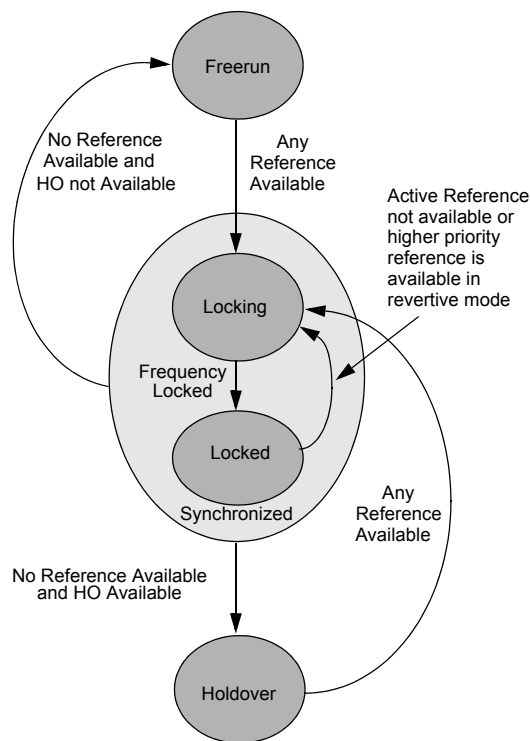 Freerun
No Reference
Available and
HO not Available
Any
Reference
Available
Active Reference
not available or
higher priority
reference is
available in
revertive mode
Locking
Frequency
Locked
Locked
Synchronized
Any
Reference
Available
No Reference Available
and HO Available
Holdover